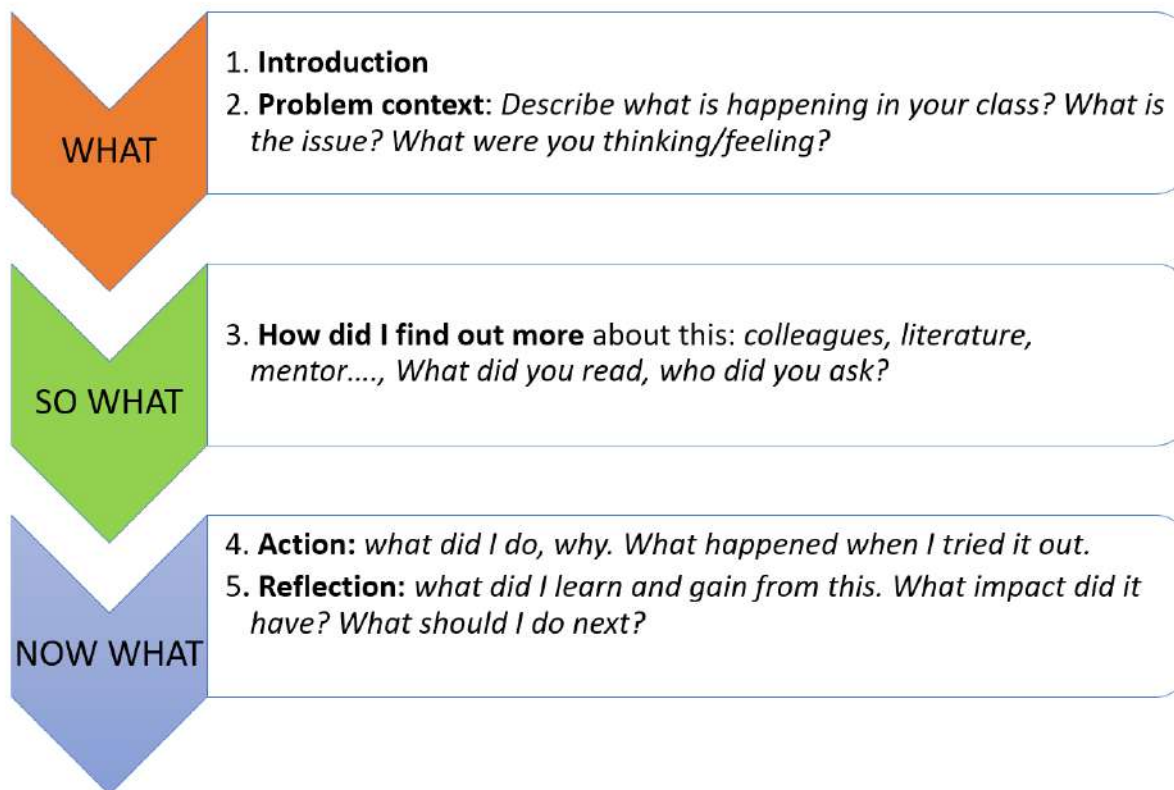 WHAT
1. Introduction
2. Problem context: Describe what is happening in your class? What is
the issue? What were you thinking/feeling?
SO WHAT
3. How did I find out more about this: colleagues, literature,
mentor...., What did you read, who did you ask?
NOW WHAT
4. Action: what did I do, why. What happened when I tried it out.
5. Reflection: what did I learn and gain from this. What impact did it
have? What should I do next?